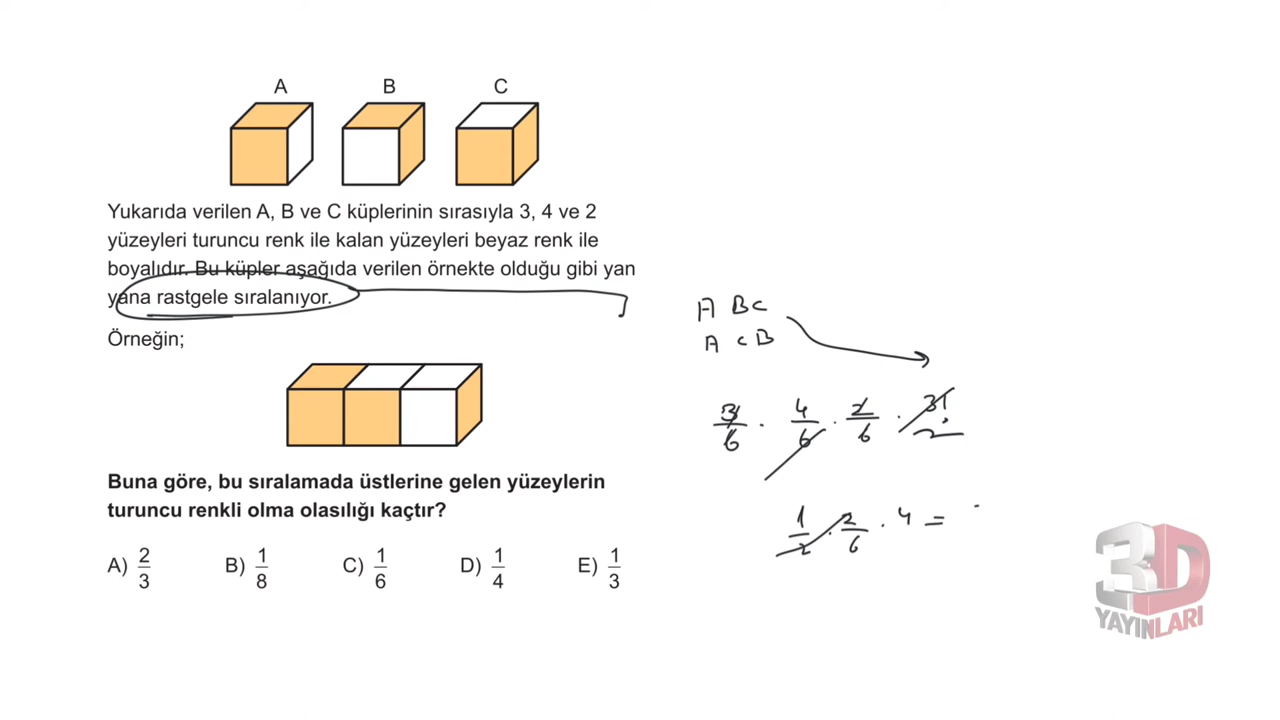 A B C
Yukarıda verilen A, B ve C küplerinin sırasıyla 3, 4 ve 2
yüzeyleri turuncu renk ile kalan yüzeyleri beyaz renk ile
boyalıdır. Bu küpler aşağıda verilen örnekte olduğu gibi yan
yana rastgele sıralanıyor.
Örneğin;
Buna göre, bu sıralamada üstlerine gelen yüzeylerin
turuncu renkli olma olasılığı kaçtır?
A) 2/3 B) 1/8 C) 1/6 D) 1/4 E) 1/3
A B C
A C B
3/6 . 4/6 . 2/6 .
1/2 . 2/6 . 4 =
3D
YAYINLARI